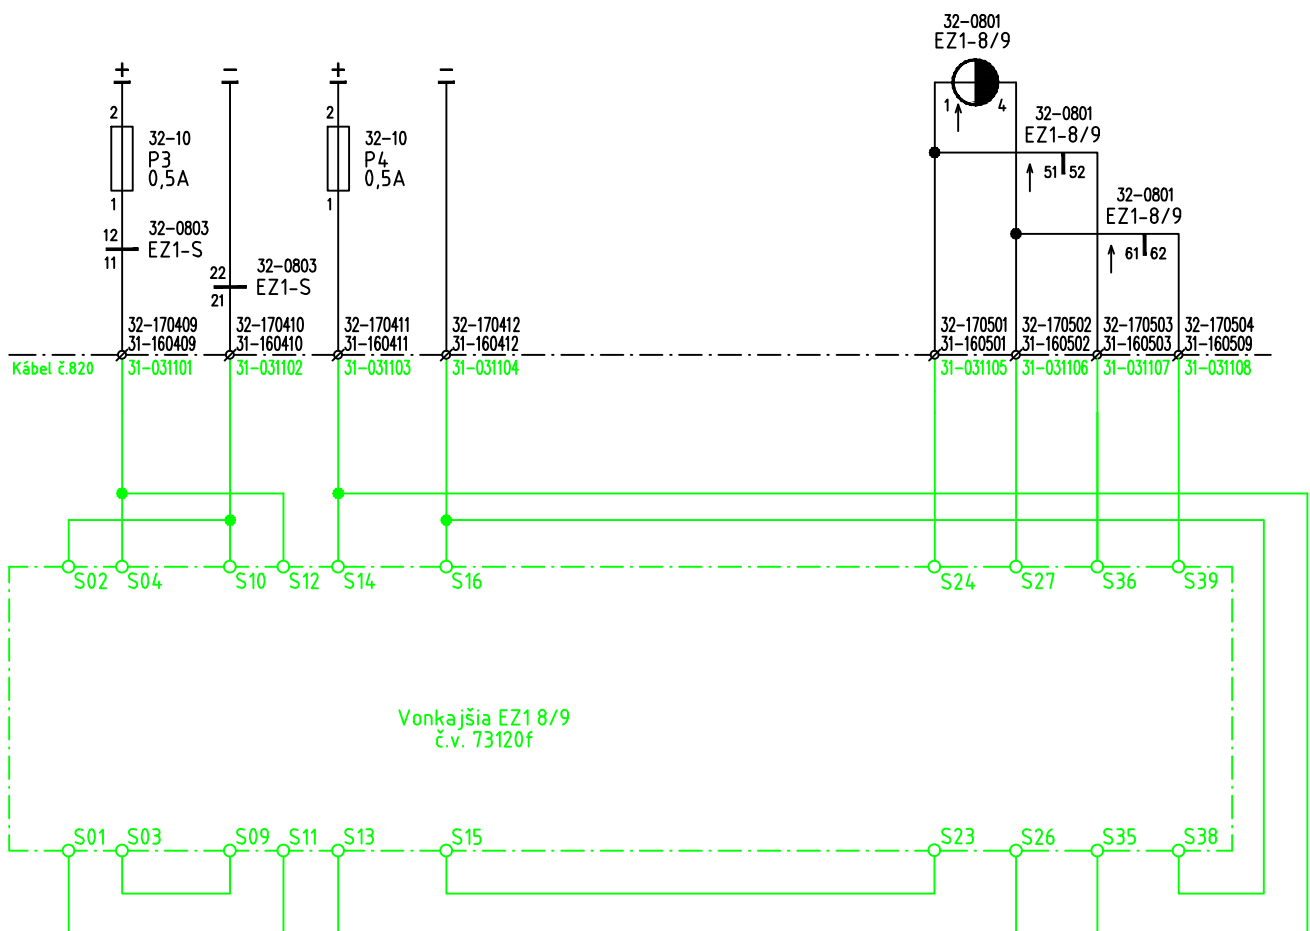 32-0801
EZ1-8/9
+
-
+
-
1
4
2
2
32-0801
EZ1-8/9
32-10
P3
0,5A
32-10
P4
0,5A
51
52
1
1
32-0801
EZ1-8/9
12
11
32-0803
EZ1-S
61
62
22
21
32-0803
EZ1-S
32-170409
31-160409
31-031101
32-170410
31-160410
31-031102
32-170411
31-160411
31-031103
32-170412
31-160412
31-031104
32-170501
31-160501
31-031105
32-170502
31-160502
31-031106
32-170503
31-160503
31-031107
32-170504
31-160509
31-031108
Kábel č.820
S02
S04
S10
S12
S14
S16
S24
S27
S36
S39
Vonkajšia EZ1 8/9
č.v. 73120f
S01
S03
S09
S11
S13
S15
S23
S26
S35
S38